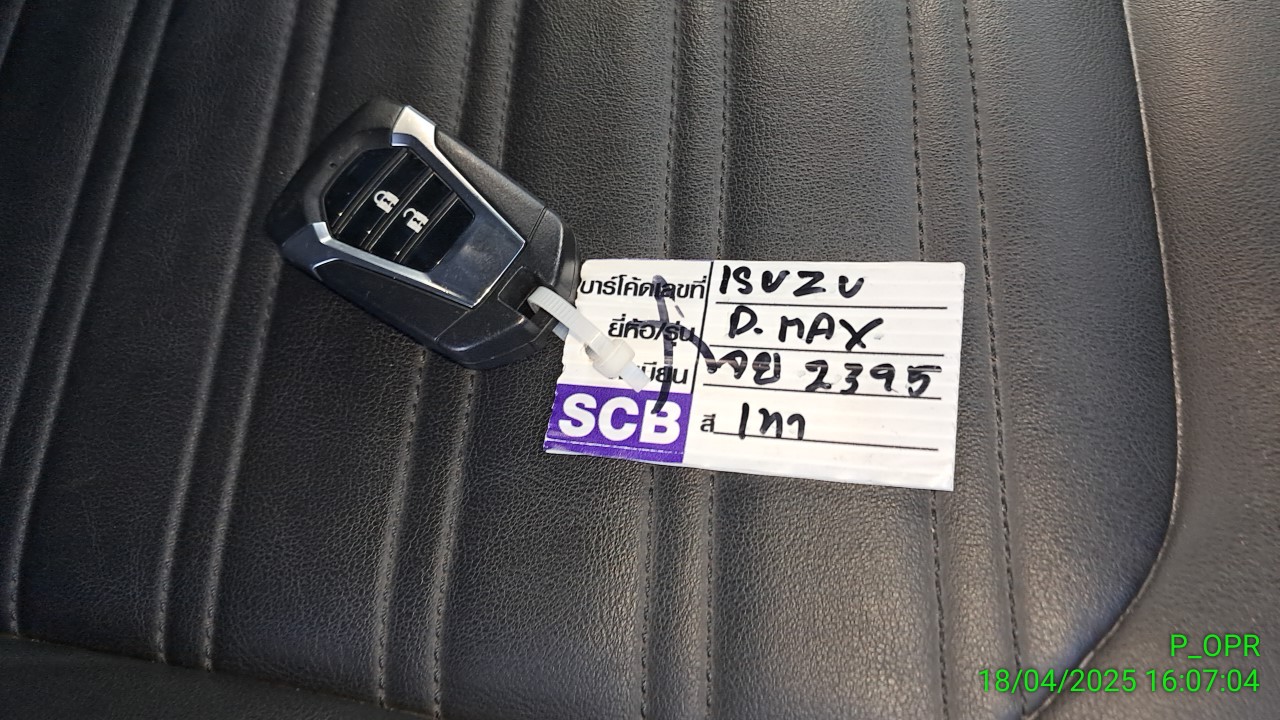 บาร์โค้ดเลขที่ ISUZU
ยี่ห้อ/รุ่น D.MAX
2395
SCB สี เทา
P_OPR
18/04/2025 16:07:04